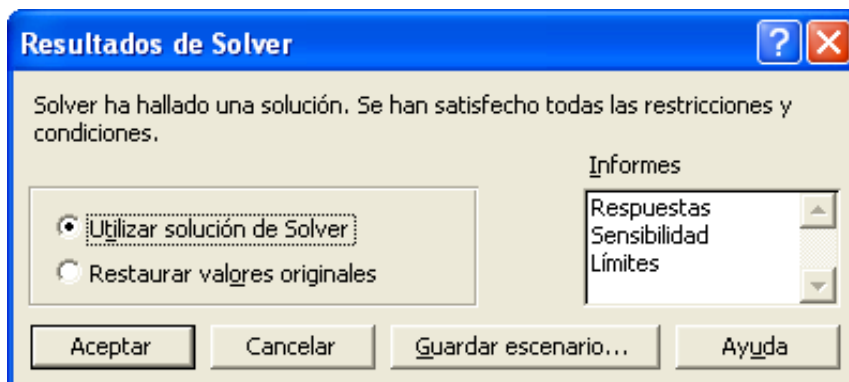 Resultados de Solver
Solver ha hallado una solución. Se han satisfecho todas las restricciones y
condiciones.
Informes
Utilizar solución de Solver
Restaurar valores originales
Respuestas
Sensibilidad
Límites
Aceptar
Cancelar
Guardar escenario...
Ayuda